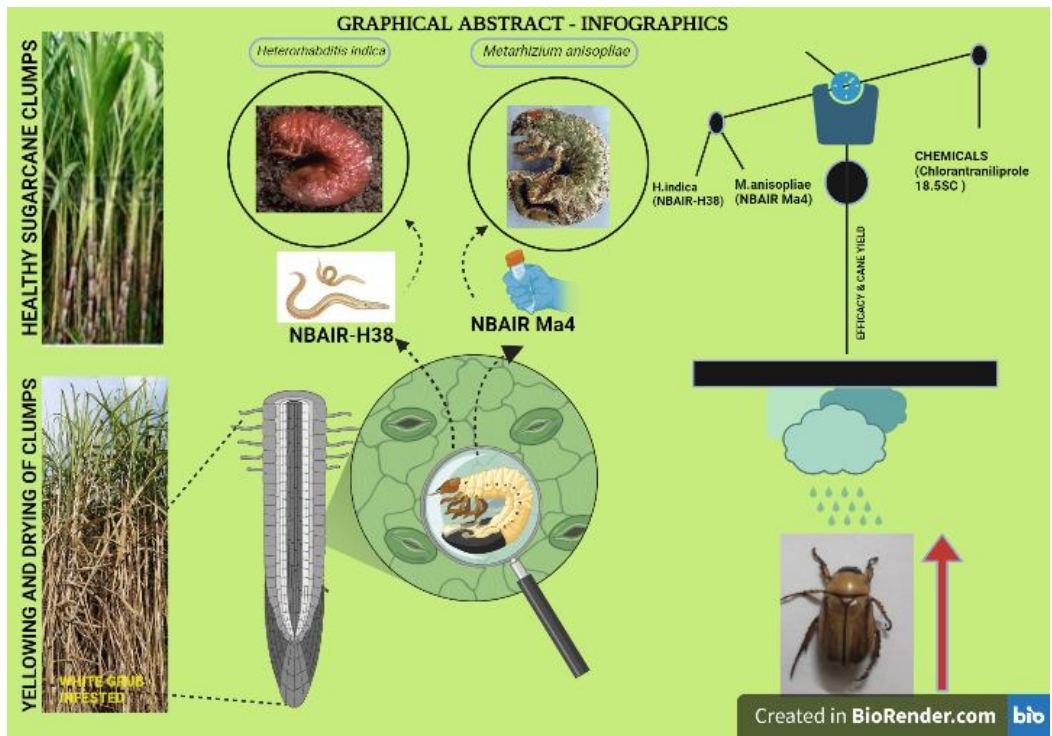 GRAPHICAL ABSTRACT - INFOGRAPHICS
HEALTHY SUGARCANE CLUMPS
Heterorhabditis indica
Metarhizium anisopliae
H.indica
(NBAIR-H38)
M.anisopliae
(NBAIR Ma4)
CHEMICALS
(Chlorantraniliprole
18.5SC )
NBAIR-H38
NBAIR Ma4
EFFICACY & CANE YIELD
YELLOWING AND DRYING OF CLUMPS
WHITE GRUB
INFESTED
Created in BioRender.com bio